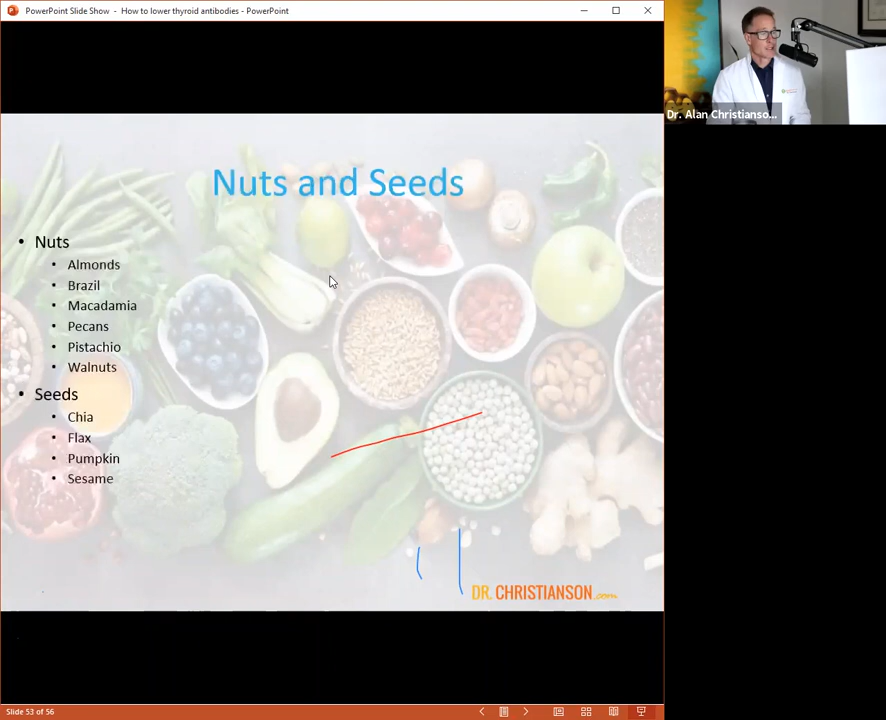 PowerPoint Slide Show - How to lower thyroid antibodies - PowerPoint
Dr. Alan Christianso...
Nuts and Seeds
• Nuts
• Almonds
• Brazil
• Macadamia
• Pecans
• Pistachio
• Walnuts
• Seeds
• Chia
• Flax
• Pumpkin
• Sesame
DR. CHRISTIANSON.com
Slide 53 of 56